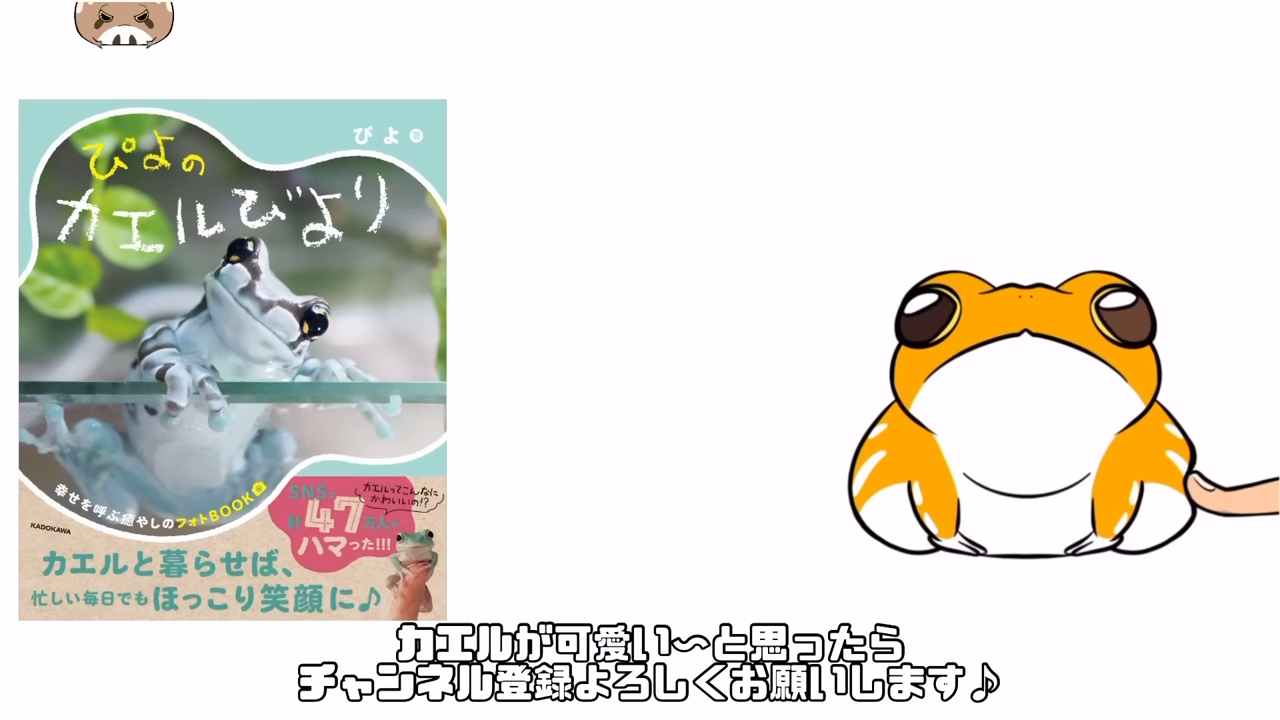 ぴよ
ぴよの
カエルびより
幸せを呼ぶ癒やしのフォトBOOK
KADOKAWA
SNSで
計47万人が
ハマった!!!
カエルってこんなに
かわいいの!?
カエルと暮らせば、
忙しい毎日でもほっこり笑顔に♪
カエルが可愛い〜と思ったら
チャンネル登録よろしくお願いします♪